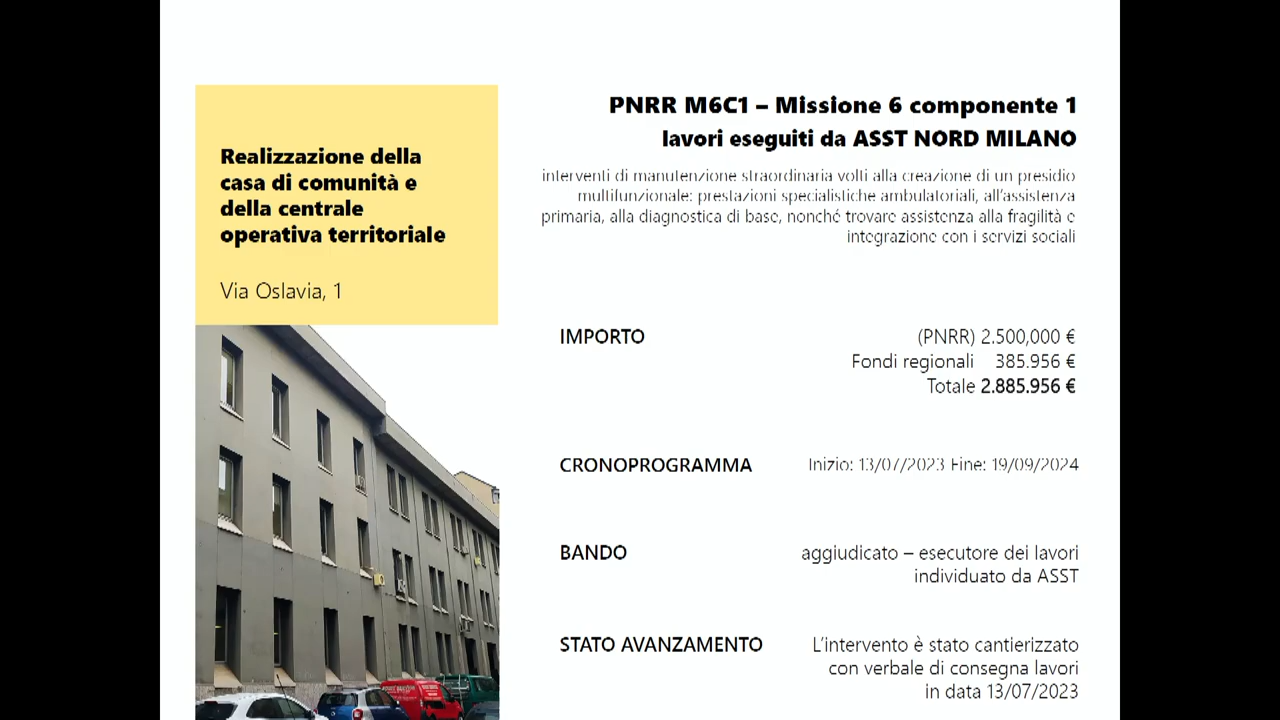 Realizzazione della
casa di comunità e
della centrale
operativa territoriale
Via Oslavia, 1
PNRR M6C1 – Missione 6 componente 1
lavori eseguiti da ASST NORD MILANO
interventi di manutenzione straordinaria volti alla creazione di un presidio
multifunzionale: prestazioni specialistiche ambulatoriali, all'assistenza
primaria, alla diagnostica di base, nonché trovare assistenza alla fragilità e
integrazione con i servizi sociali
IMPORTO
(PNRR) 2.500,000 €
Fondi regionali 385.956 €
Totale 2.885.956 €
CRONOPROGRAMMA
Inizio: 13/07/2023 Fine: 19/09/2024
BANDO
aggiudicato – esecutore dei lavori
individuato da ASST
STATO AVANZAMENTO
L'intervento è stato cantierizzato
con verbale di consegna lavori
in data 13/07/2023